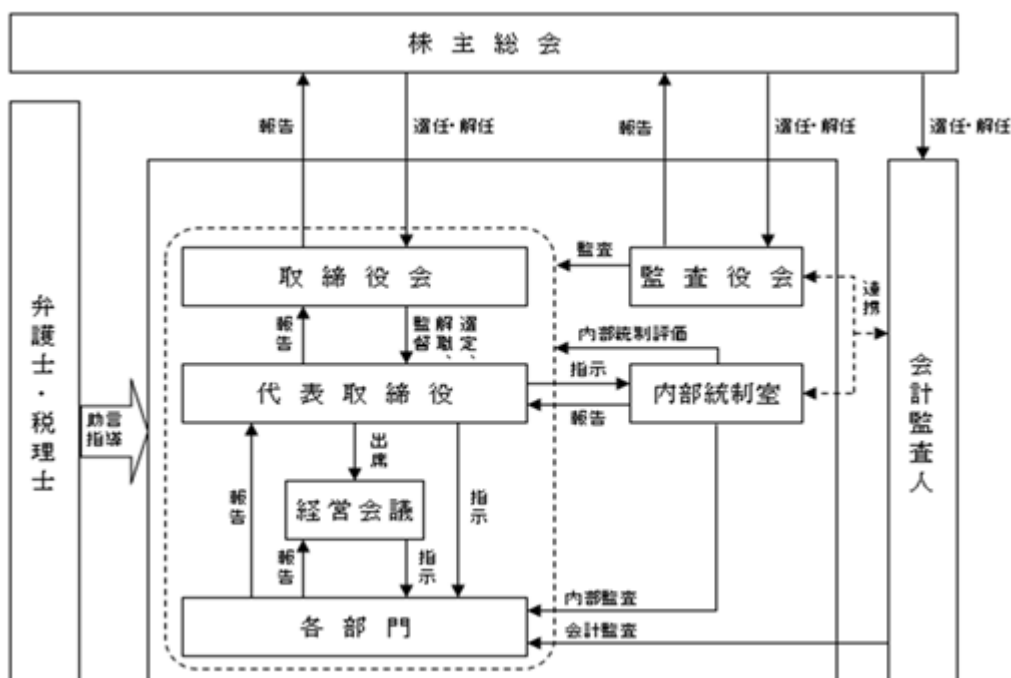 株主総会
報告
選任・解任
報告
選任・解任
選任・解任
取締役会
監査
監査役会
連携
報告
選定、
解職、
監督
内部統制評価
代表取締役
指示
報告
内部統制室
弁護士・税理士
助言
指導
会計監査人
出席
報告
経営会議
指示
報告
指示
内部監査
各部門
会計監査